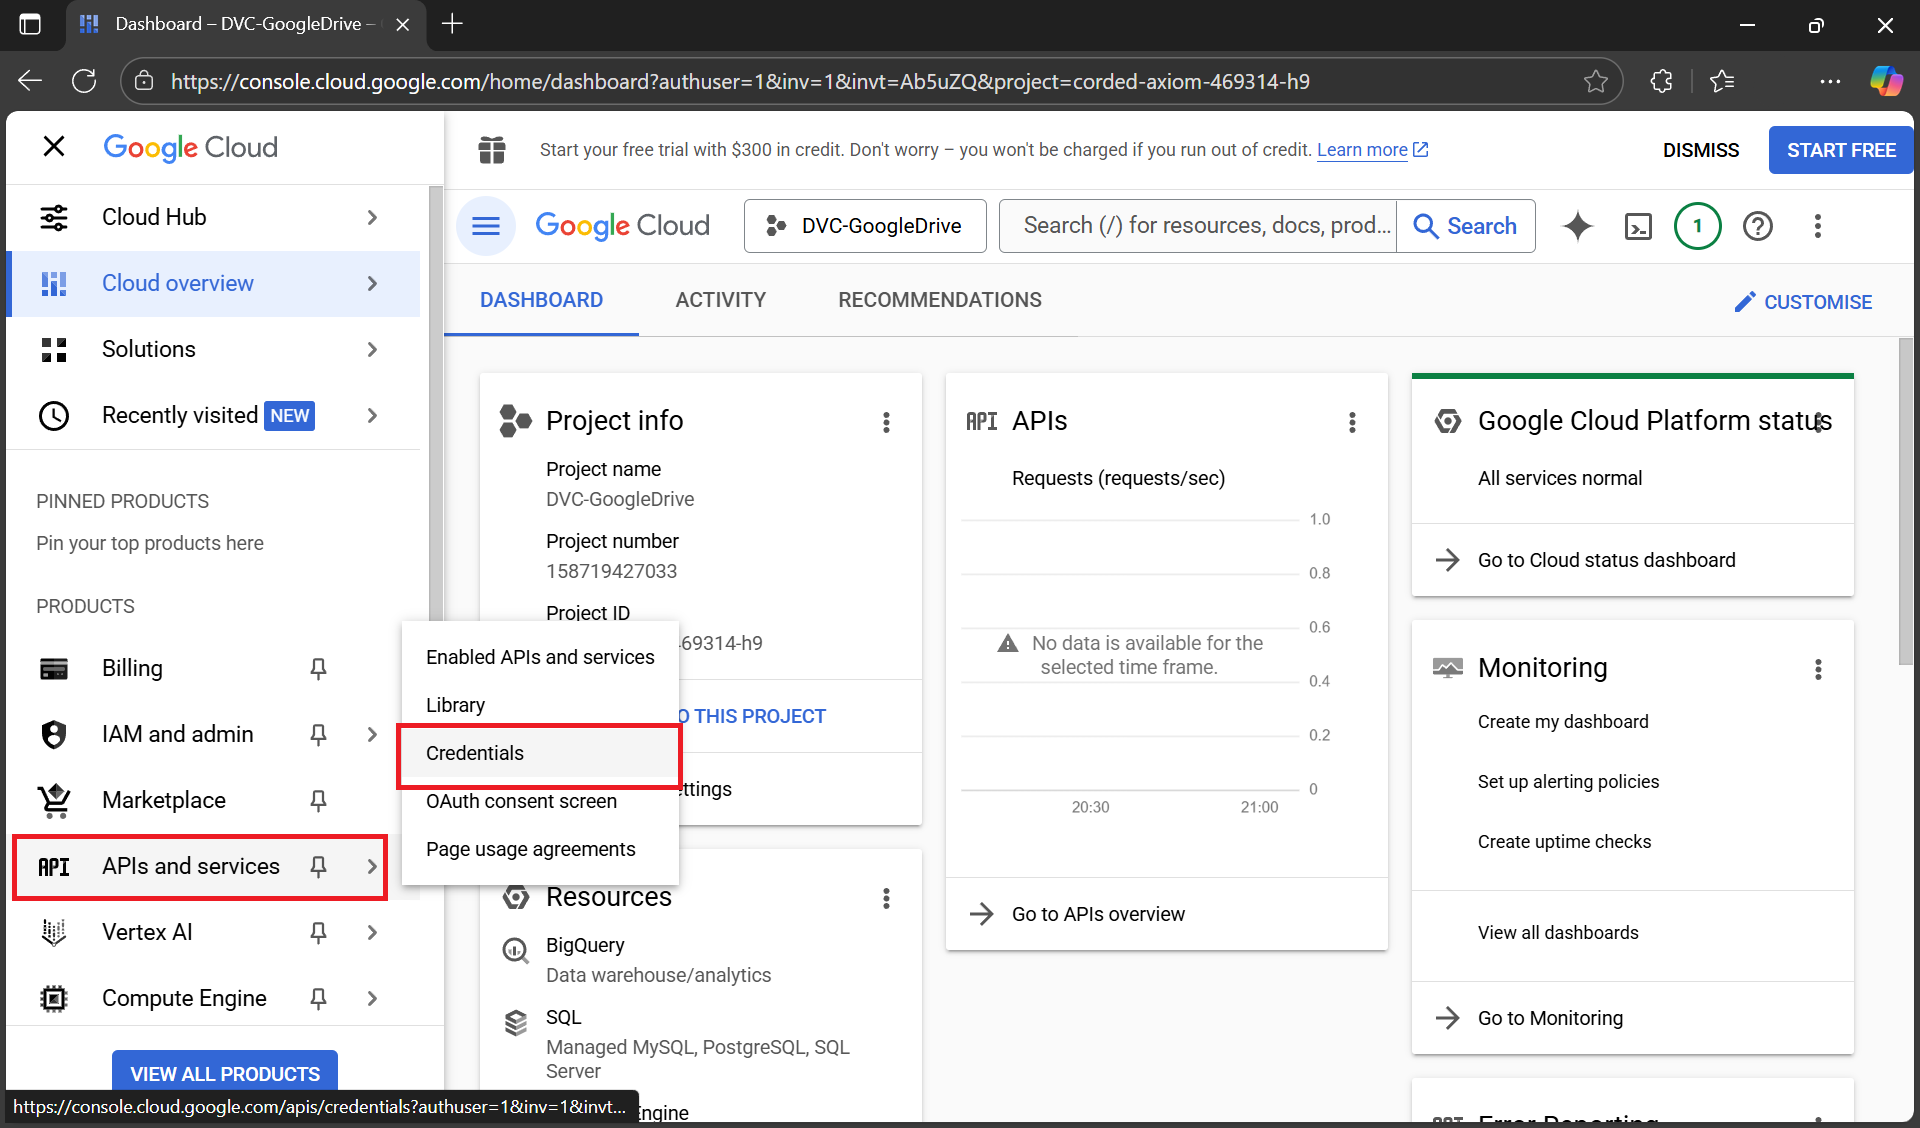 Dashboard – DVC-GoogleDrive –
https://console.cloud.google.com/home/dashboard?authuser=1&inv=1&invt=Ab5uZQ&project=corded-axiom-469314-h9
Google Cloud
Start your free trial with $300 in credit. Don't worry – you won't be charged if you run out of credit. Learn more
DISMISS
START FREE
Cloud Hub
Cloud overview
Solutions
Recently visited NEW
PINNED PRODUCTS
Pin your top products here
PRODUCTS
Billing
IAM and admin
Marketplace
API APIs and services
Vertex AI
Compute Engine
VIEW ALL PRODUCTS
https://console.cloud.google.com/apis/credentials?authuser=1&inv=1&invt...
Enabled APIs and services
Library
Credentials
OAuth consent screen
Page usage agreements
Google Cloud
DVC-GoogleDrive
Search (/) for resources, docs, prod...
Search
1
DASHBOARD
ACTIVITY
RECOMMENDATIONS
CUSTOMISE
Project info
Project name
DVC-GoogleDrive
Project number
158719427033
Project ID
-469314-h9
O THIS PROJECT
ettings
Resources
BigQuery
Data warehouse/analytics
SQL
Managed MySQL, PostgreSQL, SQL
Server
Engine
API APIs
Requests (requests/sec)
1.0
0.8
0.6
No data is available for the
selected time frame.
0.4
0.2
0
20:30
21:00
Go to APIs overview
Google Cloud Platform status
All services normal
Go to Cloud status dashboard
Monitoring
Create my dashboard
Set up alerting policies
Create uptime checks
View all dashboards
Go to Monitoring
Error Reporting